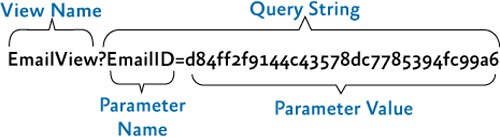 View Name Query String
EmailView?EmailID=d84ff2f9144c43578dc7785394fc99a6
Parameter Name Parameter Value